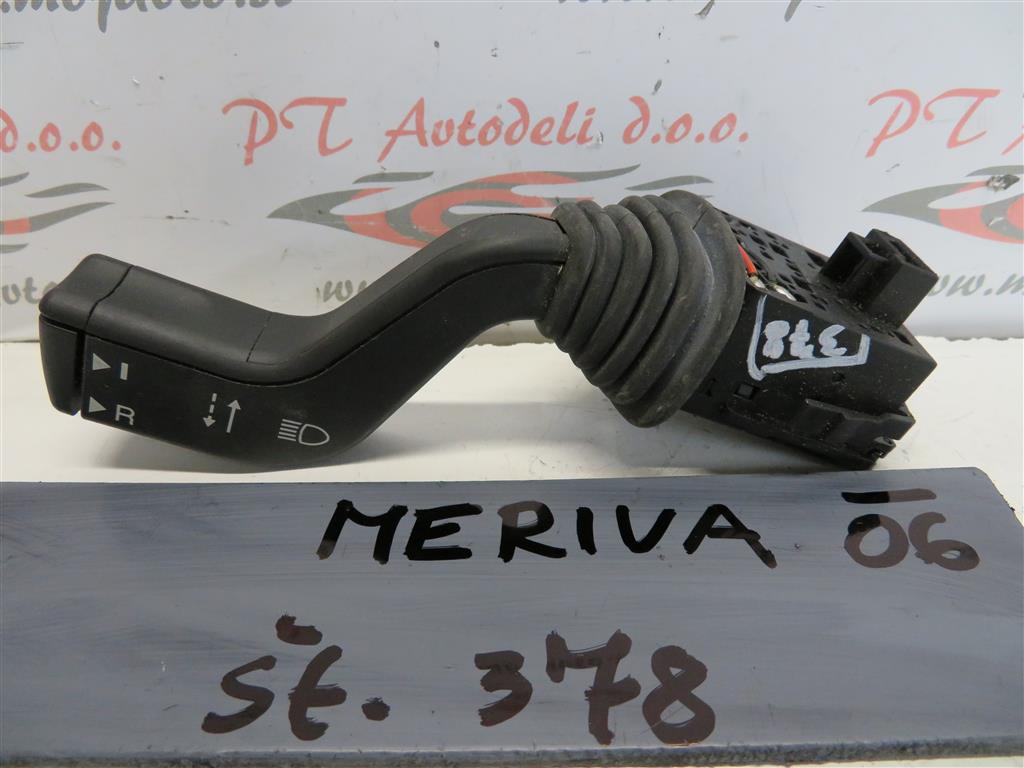 PT Avtodeli d.o.o.
d.o.o.
PT
I
R
378
MERIVA 06
št. 378